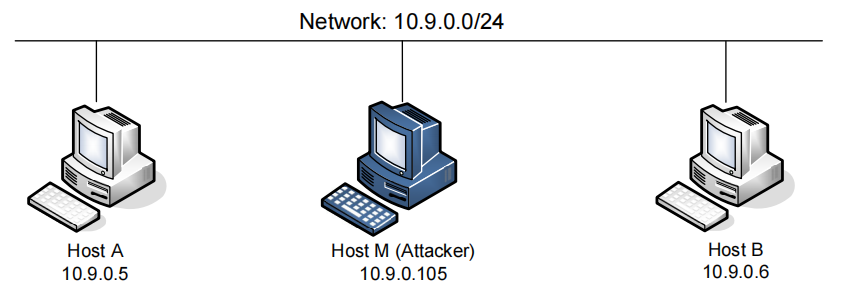 Network: 10.9.0.0/24
Host A
10.9.0.5
Host M (Attacker)
10.9.0.105
Host B
10.9.0.6